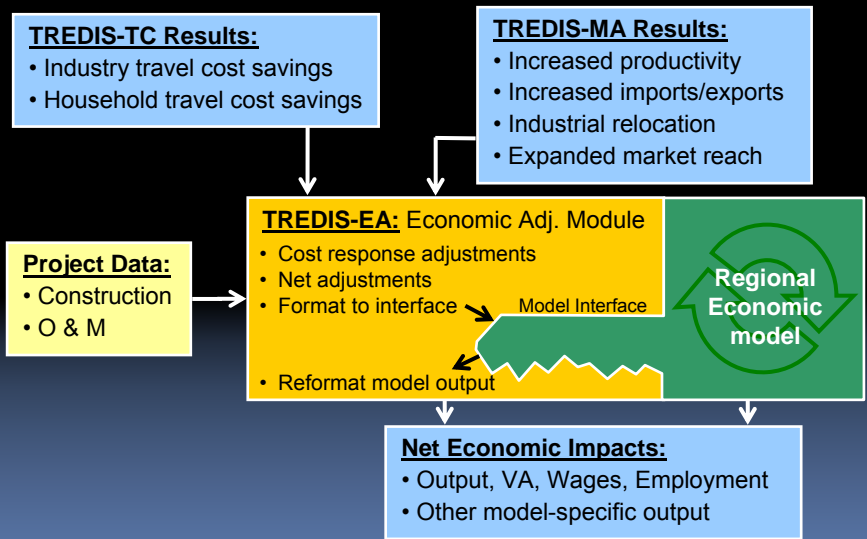 TREDIS-TC Results:
• Industry travel cost savings
• Household travel cost savings
TREDIS-MA Results:
• Increased productivity
• Increased imports/exports
• Industrial relocation
• Expanded market reach
TREDIS-EA: Economic Adj. Module
• Cost response adjustments
• Net adjustments
• Format to interface
Model Interface
• Reformat model output
Project Data:
• Construction
• O & M
Regional
Economic
model
Net Economic Impacts:
• Output, VA, Wages, Employment
• Other model-specific output